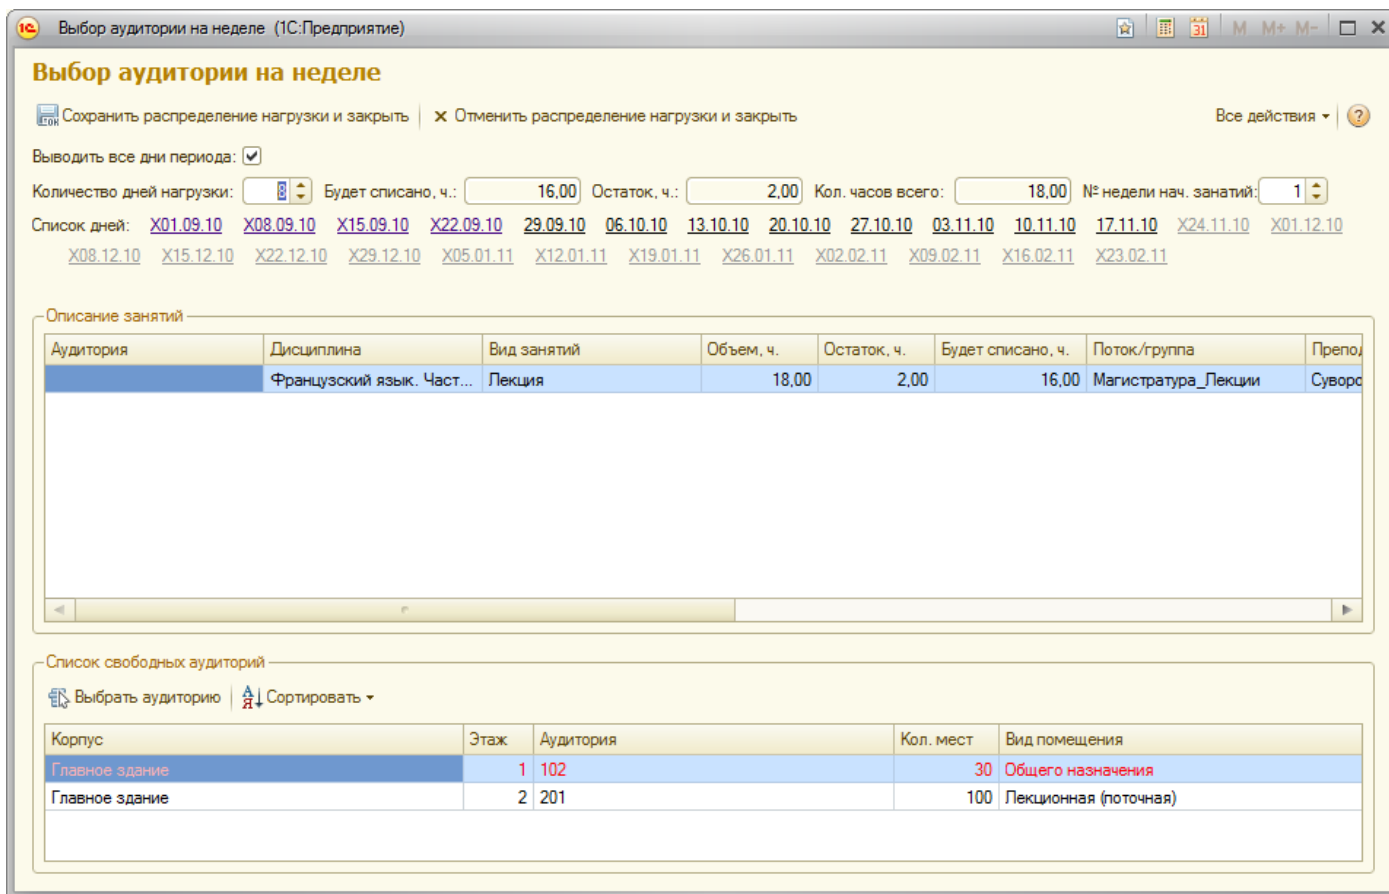 Выбор аудитории на неделе (1С:Предприятие) 31 M M+ M-
Выбор аудитории на неделе
Сохранить распределение нагрузки и закрыть Отменить распределение нагрузки и закрыть Все действия ?
Выводить все дни периода:
Количество дней нагрузки: 8 Будет списано, ч.: 16,00 Остаток, ч.: 2,00 Кол. часов всего: 18,00 № недели нач. занатий: 1
Список дней: X01.09.10 X08.09.10 X15.09.10 X22.09.10 29.09.10 06.10.10 13.10.10 20.10.10 27.10.10 03.11.10 10.11.10 17.11.10 X24.11.10 X01.12.10
X08.12.10 X15.12.10 X22.12.10 X29.12.10 X05.01.11 X12.01.11 X19.01.11 X26.01.11 X02.02.11 X09.02.11 X16.02.11 X23.02.11
Описание занятий
Аудитория Дисциплина Вид занятий Объем, ч. Остаток, ч. Будет списано, ч. Поток/группа Препод
Французский язык. Част... Лекция 18,00 2,00 16,00 Магистратура_Лекции Суворо
Список свободных аудиторий
Выбрать аудиторию Сортировать
Корпус Этаж Аудитория Кол. мест Вид помещения
Главное здание 1 102 30 Общего назначения
Главное здание 2 201 100 Лекционная (поточная)